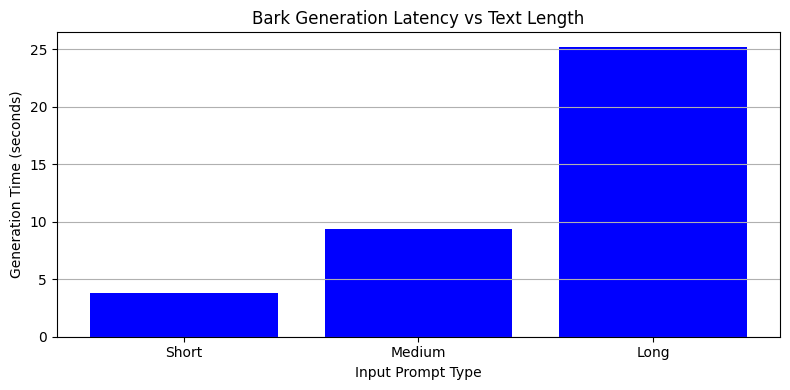 Bark Generation Latency vs Text Length
Generation Time (seconds)
25
20
15
10
5
0
Short
Medium
Long
Input Prompt Type